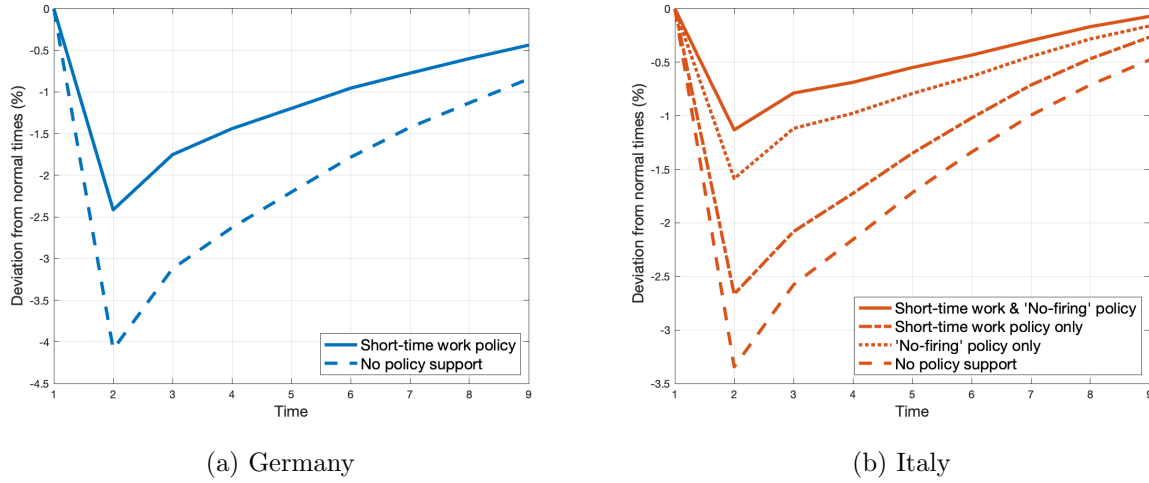 0
-0.5
-1
-1.5
-2
-2.5
-3
-3.5
-4
-4.5
Deviation from normal times (%)
1 2 3 4 5 6 7 8 9
Time
Short-time work policy
No policy support
(a) Germany
0
-0.5
-1
-1.5
-2
-2.5
-3
-3.5
Deviation from normal times (%)
1 2 3 4 5 6 7 8 9
Time
Short-time work & 'No-firing' policy
Short-time work policy only
'No-firing' policy only
No policy support
(b) Italy